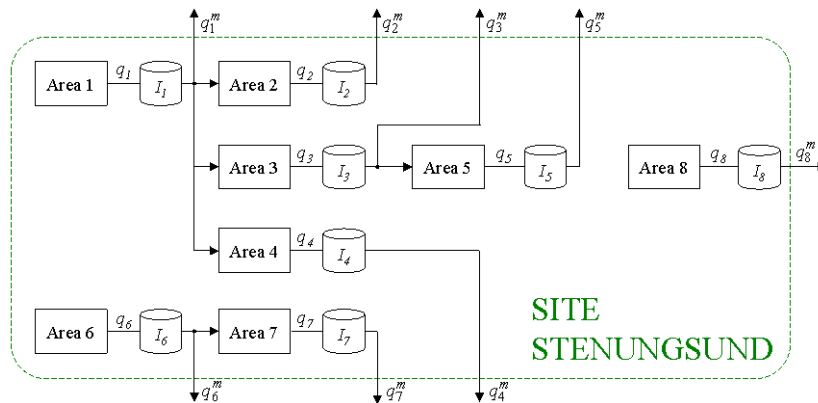 q₁ᵐ q₂ᵐ q₃ᵐ q₅ᵐ
Area 1 q₁ I₁ Area 2 q₂ I₂
Area 3 q₃ I₃ Area 5 q₅ I₅ Area 8 q₈ I₈ q₈ᵐ
Area 4 q₄ I₄
Area 6 q₆ I₆ Area 7 q₇ I₇
SITE
STENUNGSUND
q₆ᵐ q₇ᵐ q₄ᵐ